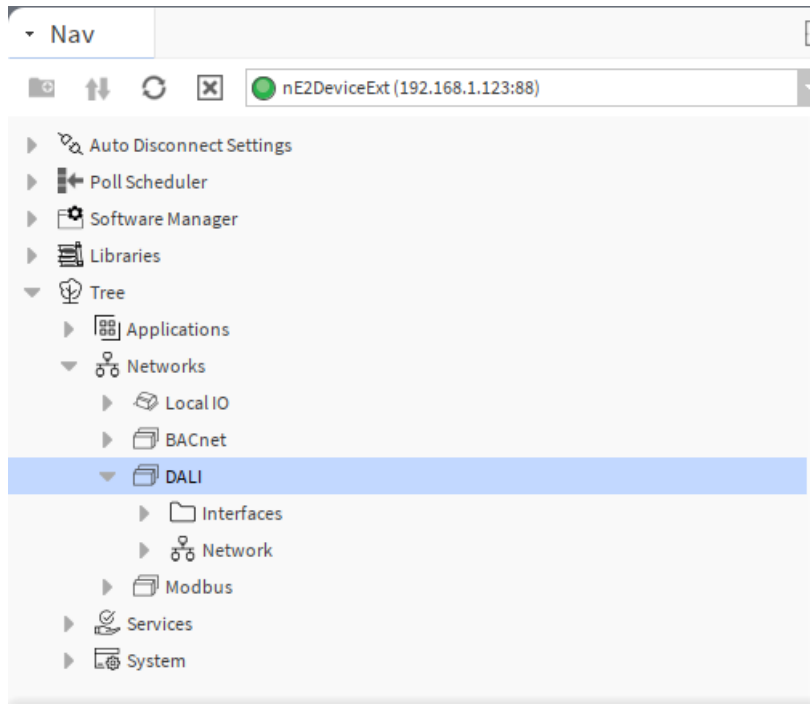 Nav
nE2DeviceExt (192.168.1.123:88)
Auto Disconnect Settings
Poll Scheduler
Software Manager
Libraries
Tree
Applications
Networks
Local IO
BACnet
DALI
Interfaces
Network
Modbus
Services
System